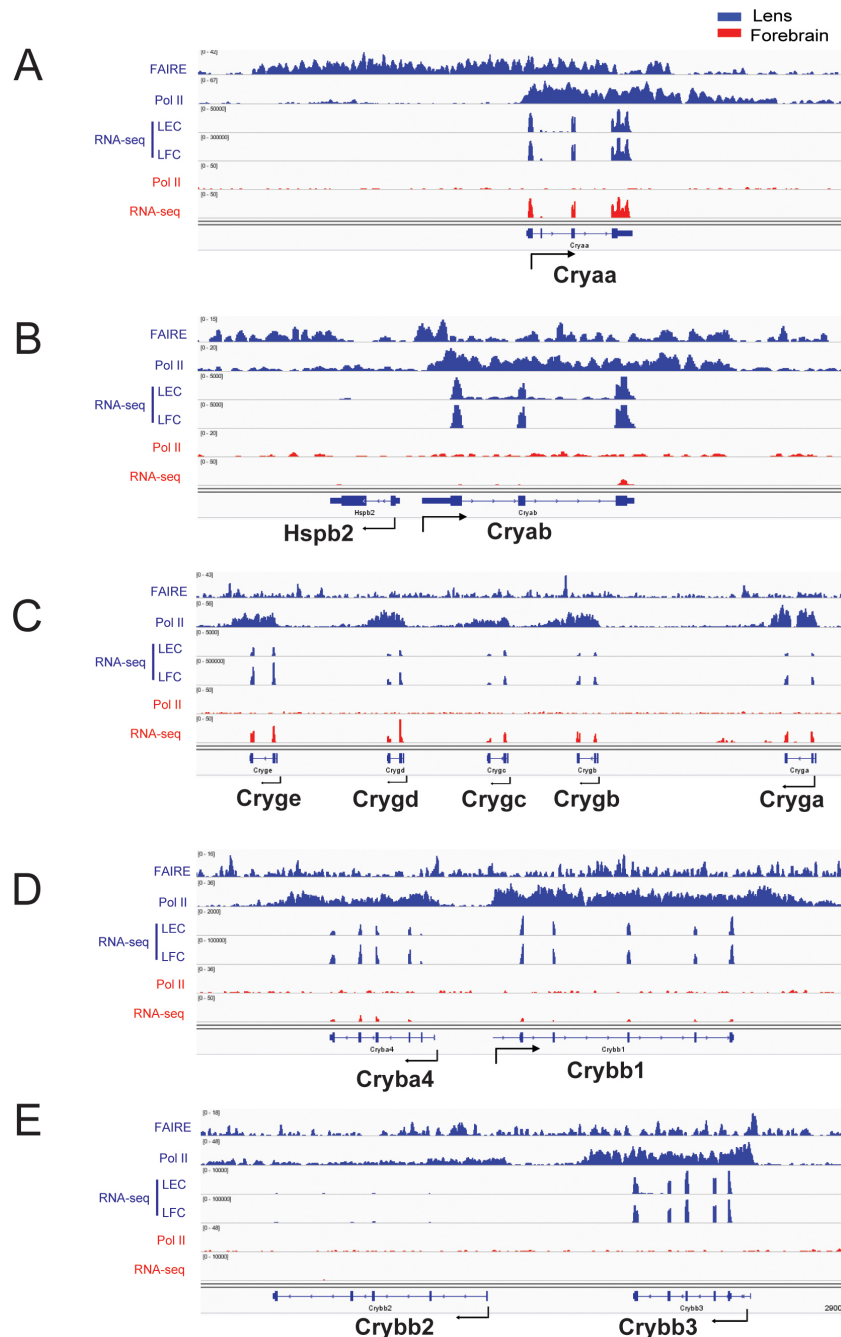 Lens
Forebrain
A
[0 - 42]
FAIRE
[0 - 67]
Pol II
[0 - 50000]
LEC
RNA-seq
[0 - 300000]
LFC
[0 - 50]
Pol II
[0 - 50]
RNA-seq
Cryaa
Cryaa
B
[0 - 15]
FAIRE
[0 - 20]
Pol II
[0 - 5000]
LEC
RNA-seq
[0 - 5000]
LFC
[0 - 20]
Pol II
[0 - 50]
RNA-seq
Hspb2 Cryab
Hspb2 Cryab
C
[0 - 43]
FAIRE
[0 - 56]
Pol II
[0 - 5000]
LEC
RNA-seq
[0 - 500000]
LFC
[0 - 50]
Pol II
[0 - 50]
RNA-seq
Cryge Crygd Crygc Crygb Cryga
Cryge Crygd Crygc Crygb Cryga
D
[0 - 16]
FAIRE
[0 - 36]
Pol II
[0 - 2000]
LEC
RNA-seq
[0 - 100000]
LFC
[0 - 36]
Pol II
[0 - 50]
RNA-seq
Cryba4 Crybb1
Cryba4 Crybb1
E
[0 - 18]
FAIRE
[0 - 48]
Pol II
[0 - 10000]
LEC
RNA-seq
[0 - 100000]
LFC
[0 - 48]
Pol II
[0 - 10000]
RNA-seq
Crybb2 Crybb3 2900
Crybb2 Crybb3